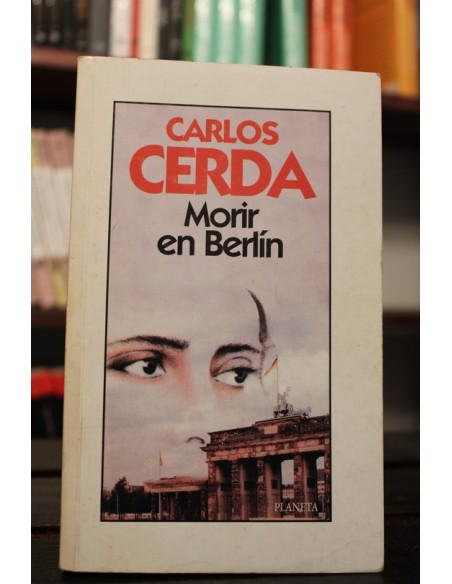 CARLOS
CERDA
Morir
en Berlín
PLANETA